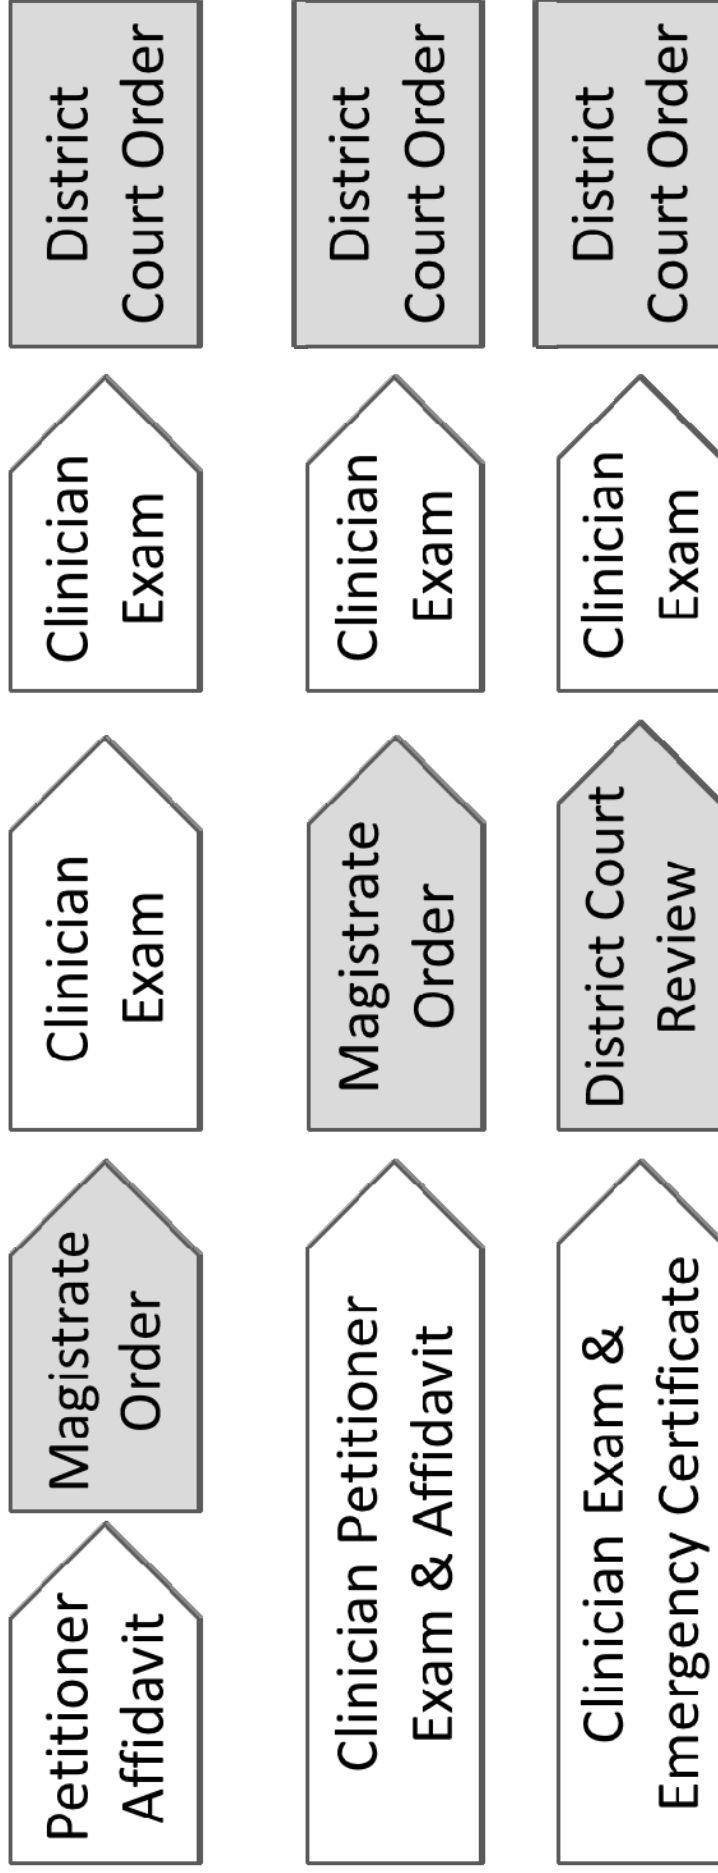 Petitioner
Affidavit
Magistrate
Order
Clinician
Exam
Clinician
Exam
District
Court Order
Clinician Petitioner
Exam & Affidavit
Magistrate
Order
Clinician
Exam
District
Court Order
Clinician Exam &
Emergency Certificate
District Court
Review
Clinician
Exam
District
Court Order